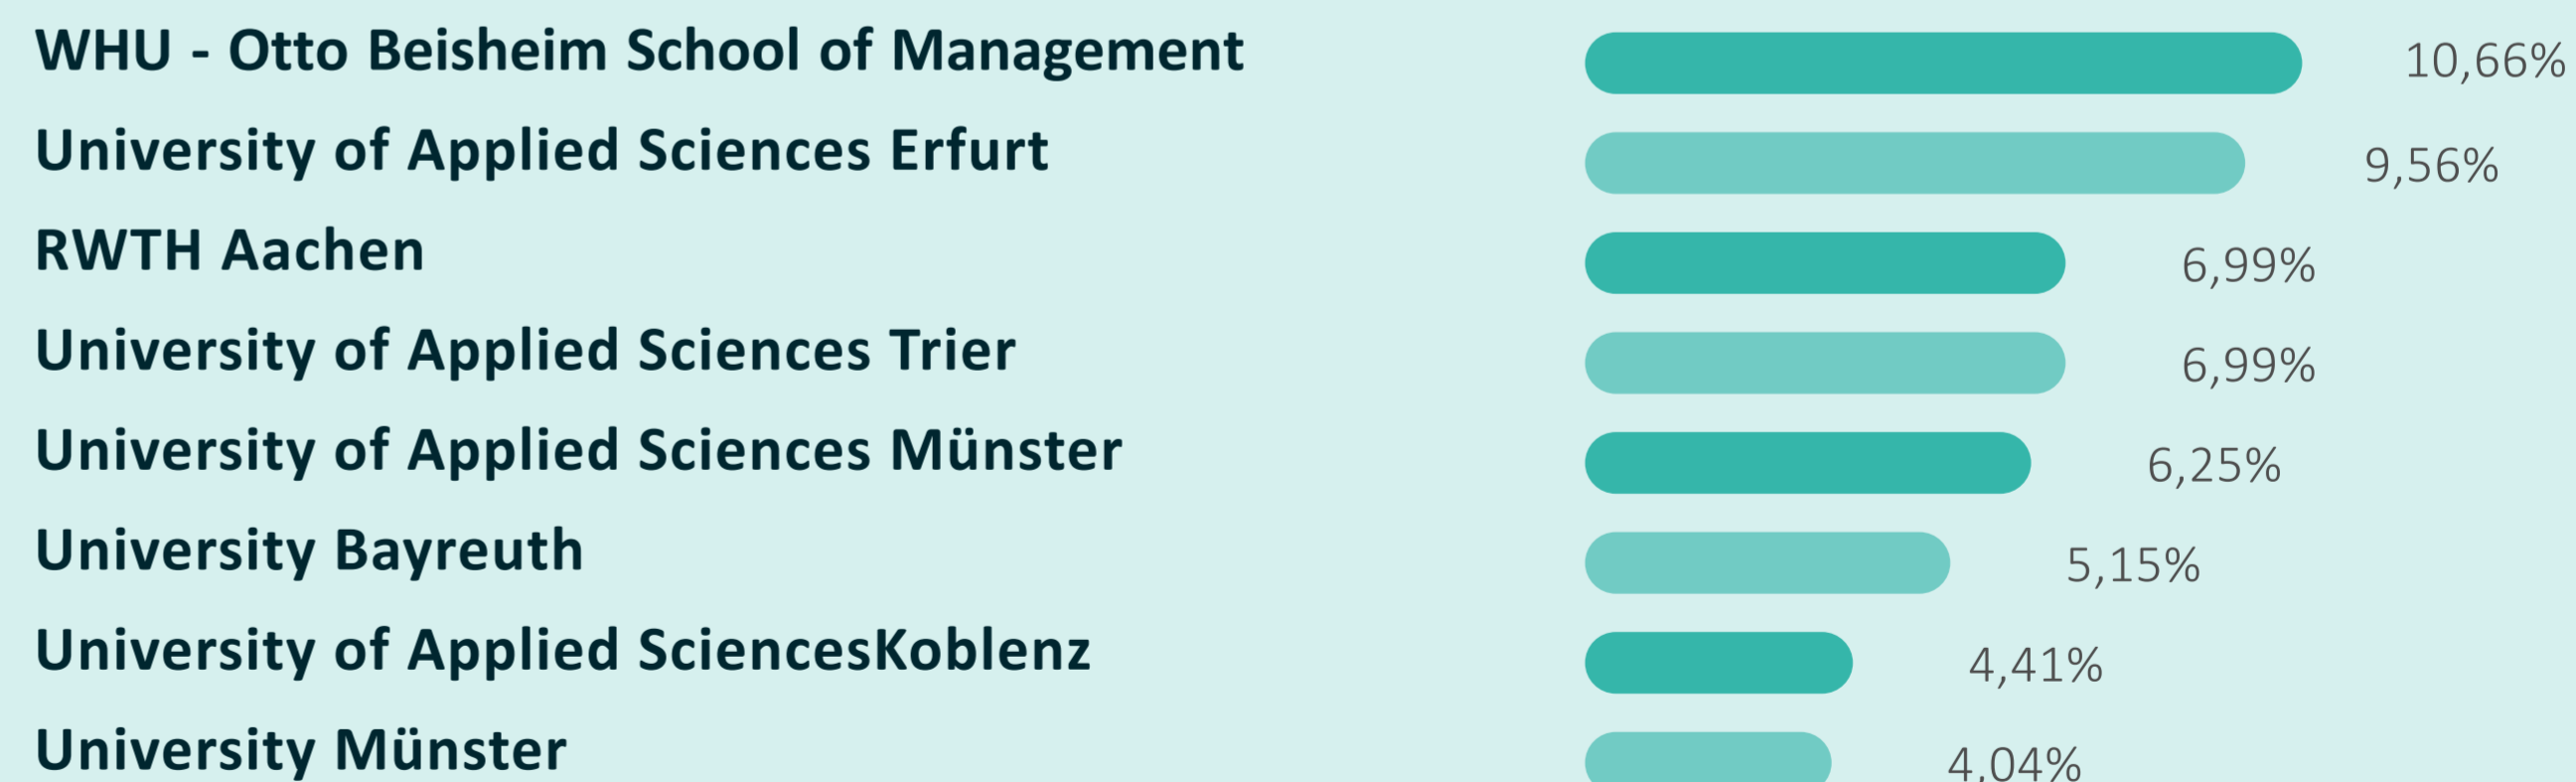 WHU - Otto Beisheim School of Management 10,66%
University of Applied Sciences Erfurt 9,56%
RWTH Aachen 6,99%
University of Applied Sciences Trier 6,99%
University of Applied Sciences Münster 6,25%
University Bayreuth 5,15%
University of Applied SciencesKoblenz 4,41%
University Münster 4,04%